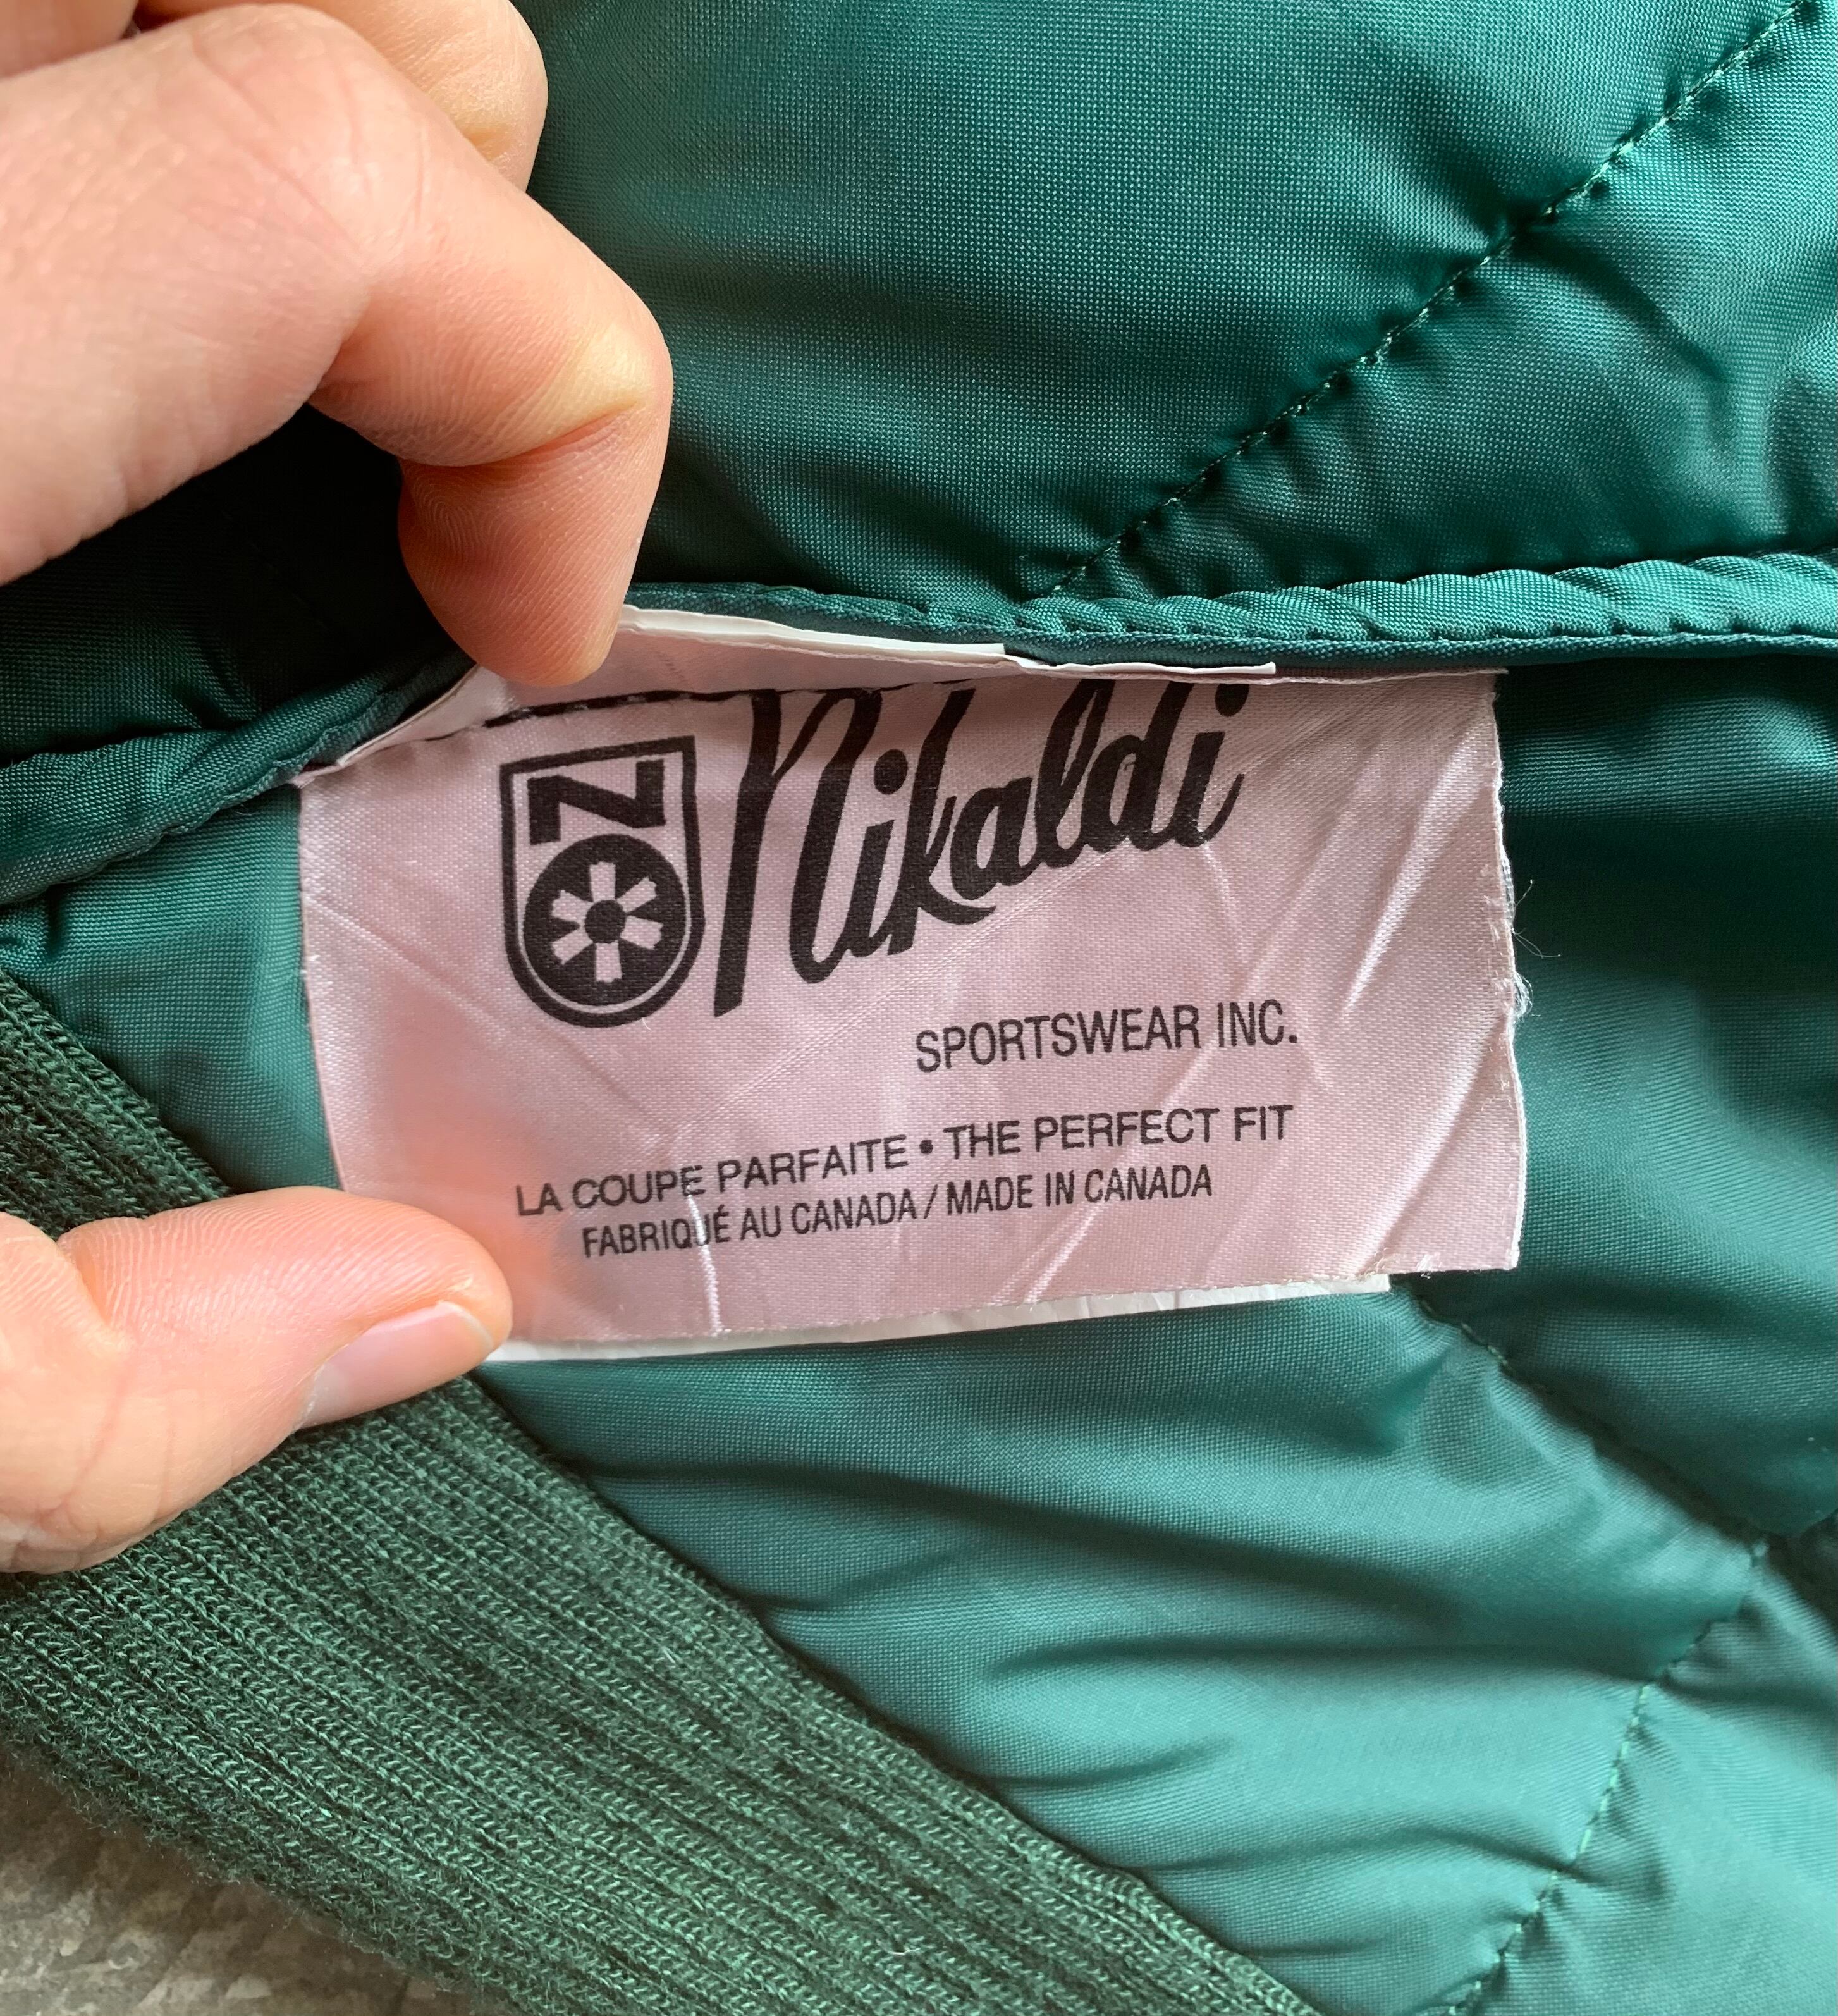 N
Nikaldi
SPORTSWEAR INC.
LA COUPE PARFAITE • THE PERFECT FIT
FABRIQUÉ AU CANADA / MADE IN CANADA